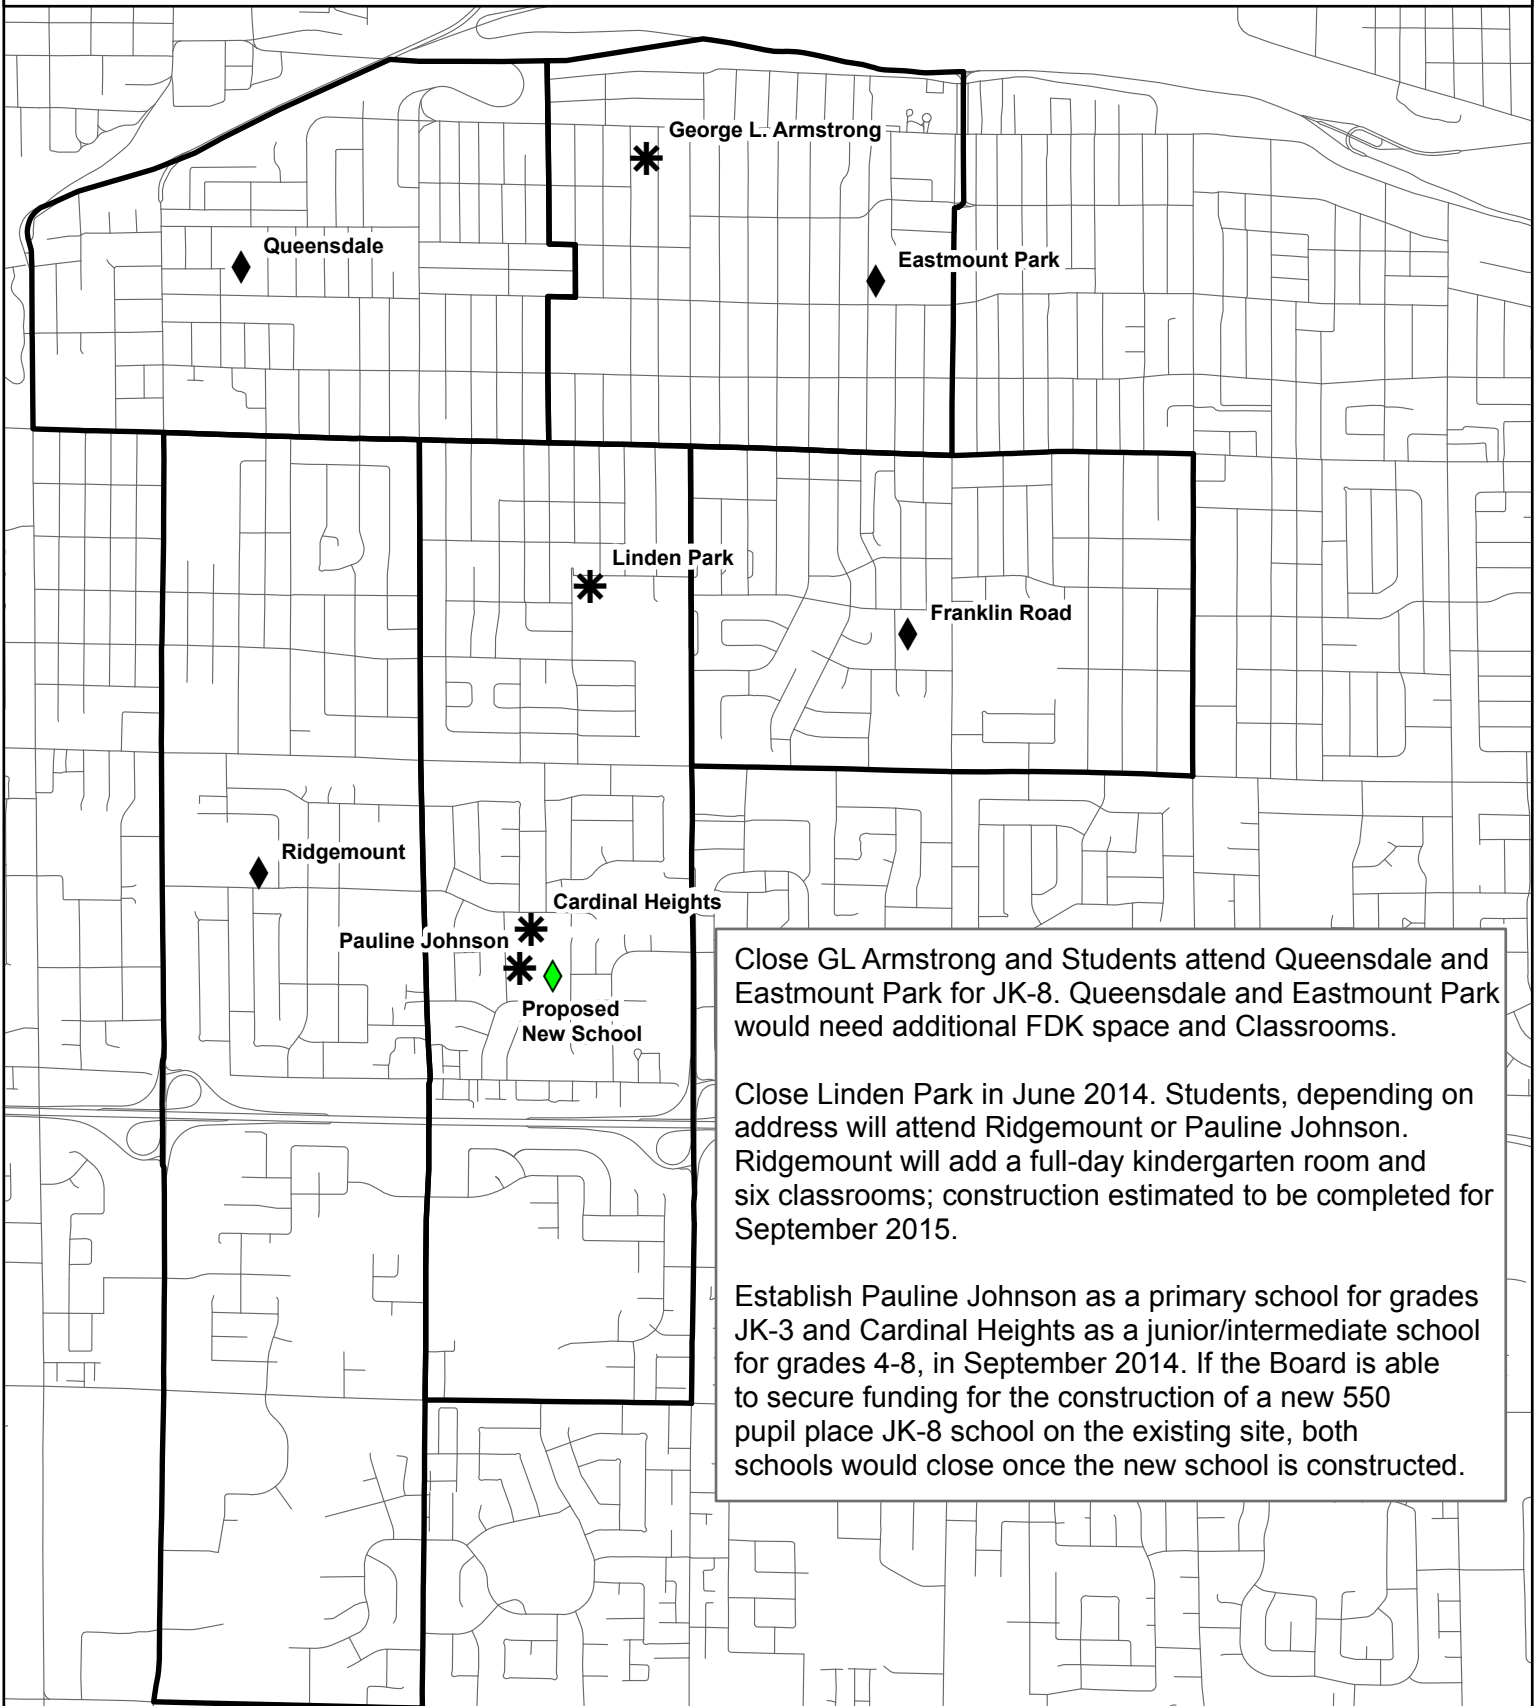 George L. Armstrong
Queensdale
Eastmount Park
Linden Park
Franklin Road
Ridgemount
Cardinal Heights
Pauline Johnson
Proposed
New School
Close GL Armstrong and Students attend Queensdale and
Eastmount Park for JK-8. Queensdale and Eastmount Park
would need additional FDK space and Classrooms.
Close Linden Park in June 2014. Students, depending on
address will attend Ridgemount or Pauline Johnson.
Ridgemount will add a full-day kindergarten room and
six classrooms; construction estimated to be completed for
September 2015.
Establish Pauline Johnson as a primary school for grades
JK-3 and Cardinal Heights as a junior/intermediate school
for grades 4-8, in September 2014. If the Board is able
to secure funding for the construction of a new 550
pupil place JK-8 school on the existing site, both
schools would close once the new school is constructed.